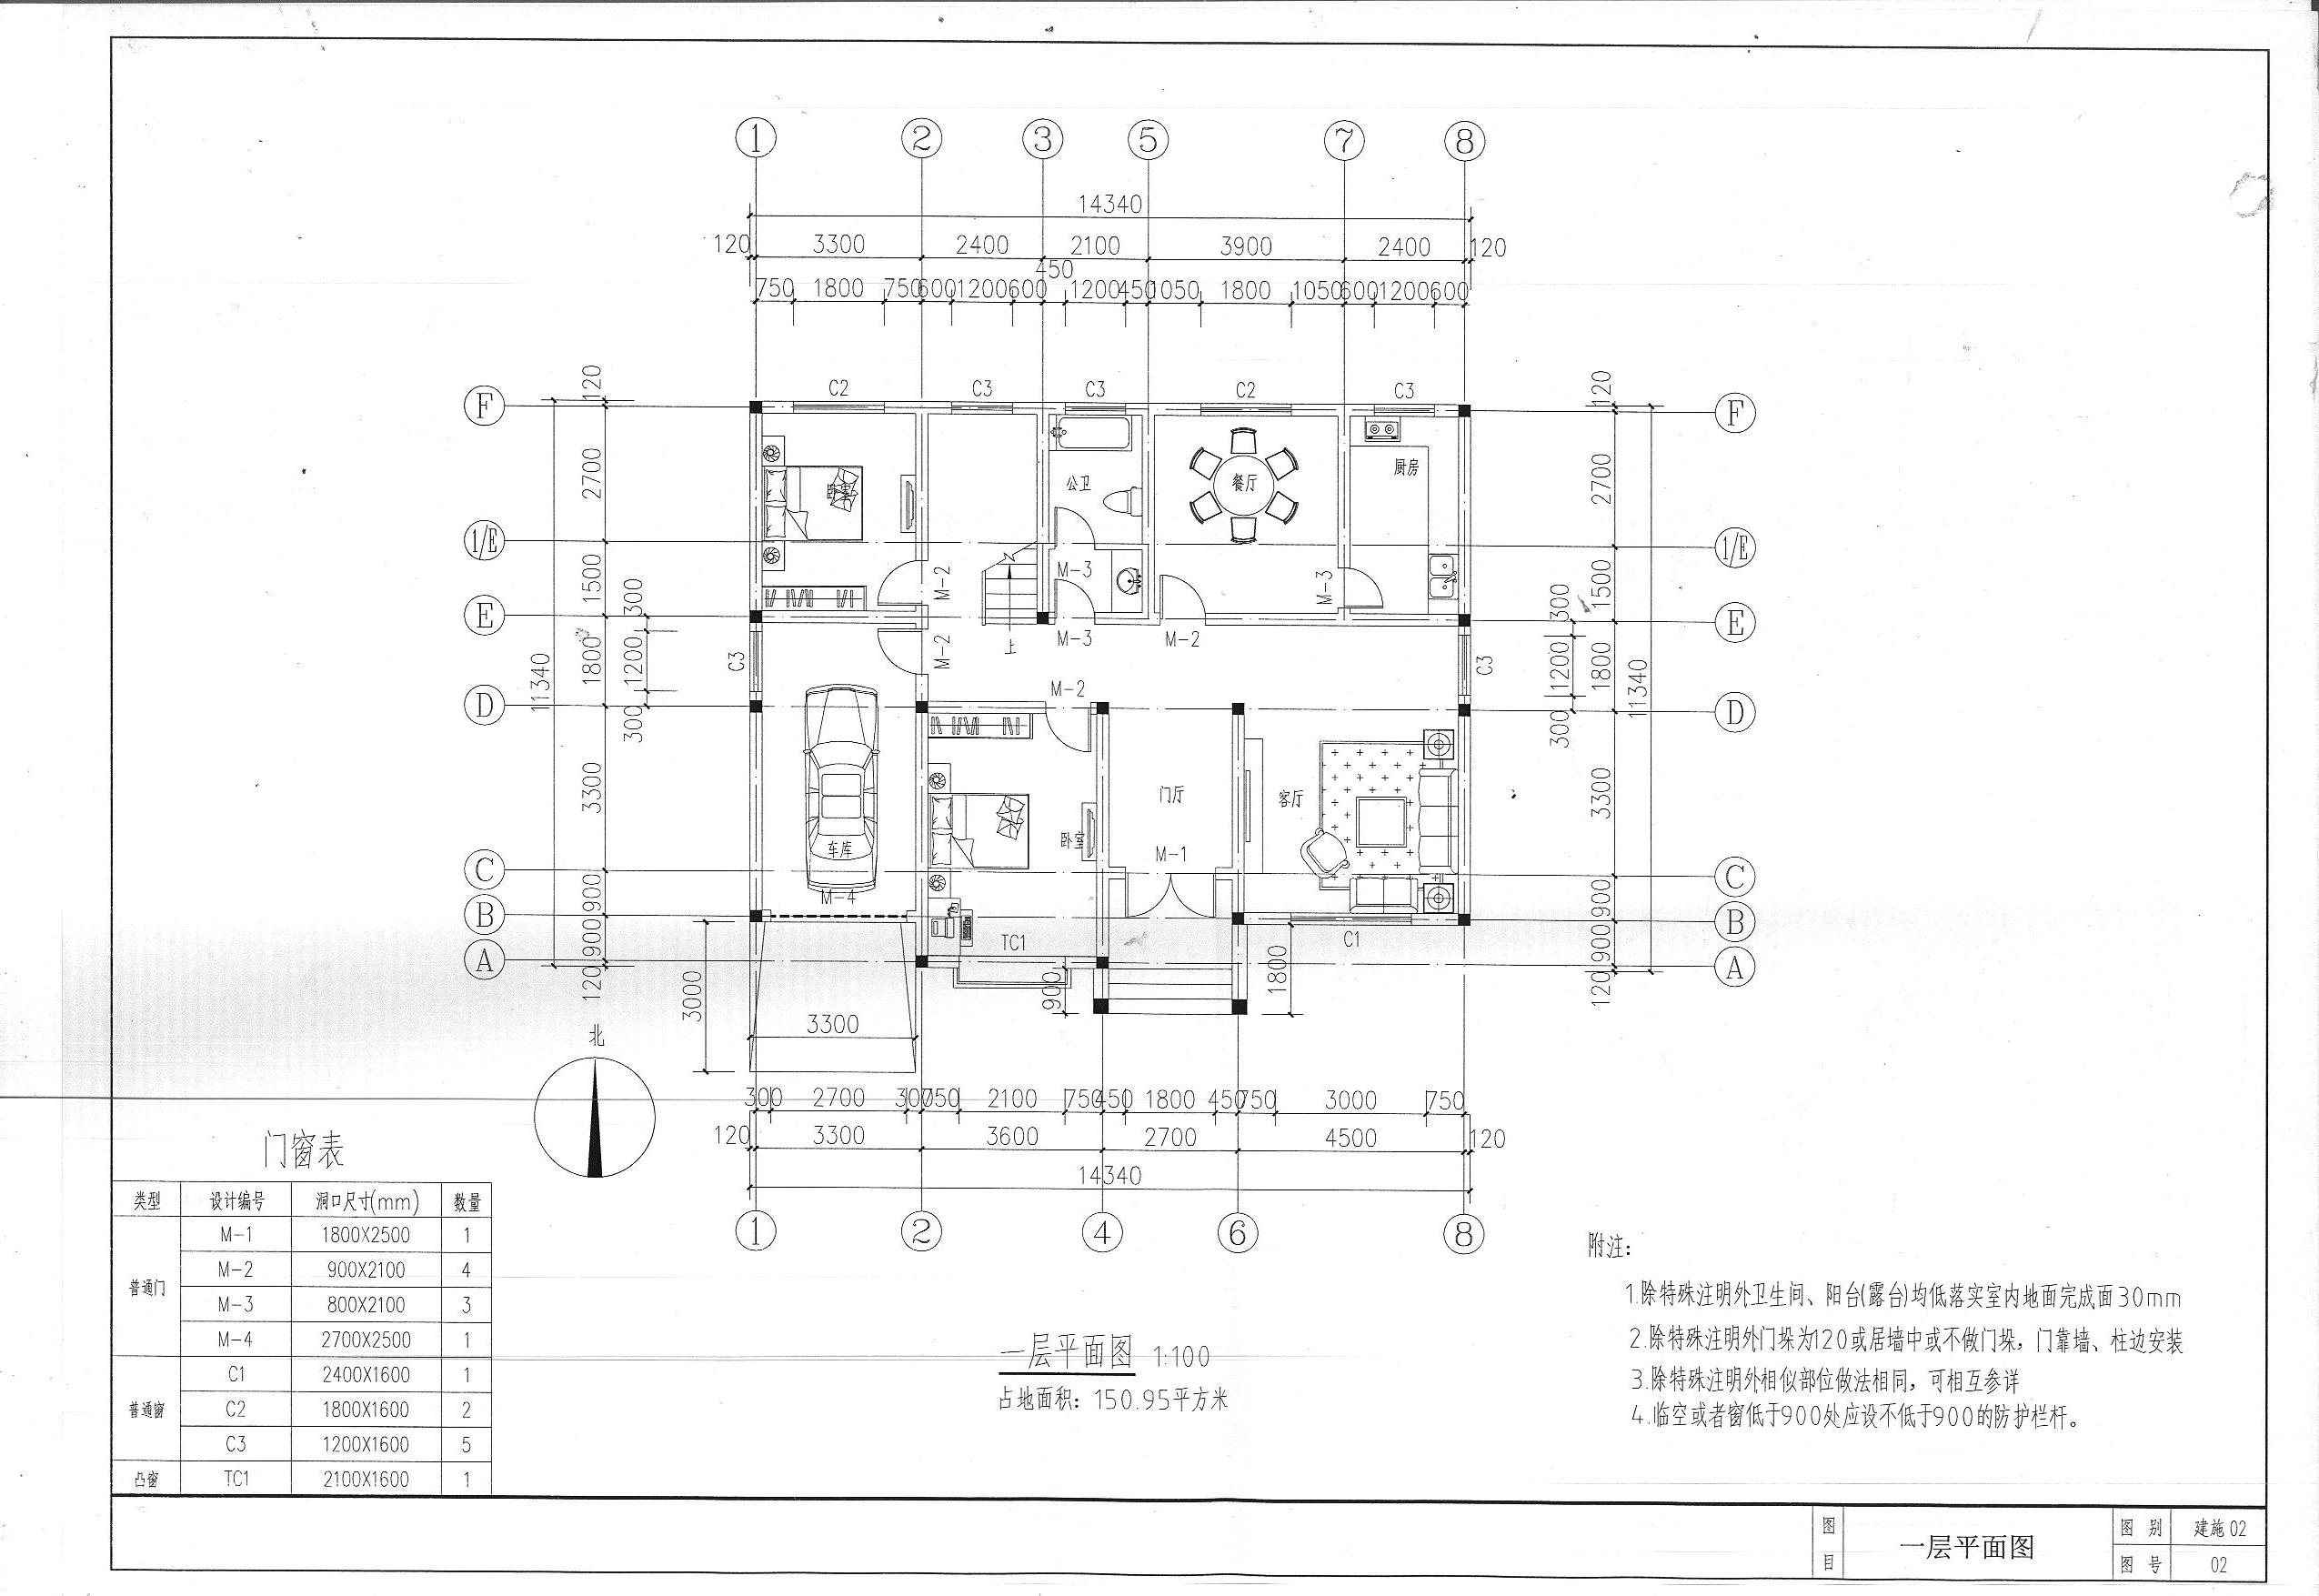 1 2 3 5 7 8
14340
120 3300 2400 2100 3900 2400 120
450
750 1800 750 600 1200 600 1200 450 1050 1800 1050 600 1200 600
C2 C3 C3 C2 C3
F 120 120 F
2700 2700
厨房
公卫 餐厅
1/E 1/E
1500 300 M-2 M-3 M-3 300 1500
E E
M-3 M-2
上
11340 1800 1200 C3 M-2 C3 1200 1800 11340
M-2
D 300 300 D
3300 门厅 客厅 3300
车库 卧室 M-1
C C
M-4
900 900
B B
TC1 C1
900 900
A A
120 3000 900 1800 120
3300
北
300 2700 300 750 2100 750 450 1800 450 750 3000 750
120 3300 3600 2700 4500 120
14340
1 2 4 6 8
门窗表
类型 设计编号 洞口尺寸(mm) 数量
普通门
M-1 1800X2500 1
M-2 900X2100 4
M-3 800X2100 3
M-4 2700X2500 1
普通窗
C1 2400X1600 1
C2 1800X1600 2
C3 1200X1600 5
凸窗 TC1 2100X1600 1
一层平面图 1:100
占地面积：150.95平方米
附注：
1.除特殊注明外卫生间、阳台(露台)均低落实室内地面完成面30mm
2.除特殊注明外门垛为120或居墙中或不做门垛，门靠墙、柱边安装
3.除特殊注明外相似部位做法相同，可相互参详
4.临空或者窗低于900处应设不低于900的防护栏杆。
图目 一层平面图
图别 建施02
图号 02